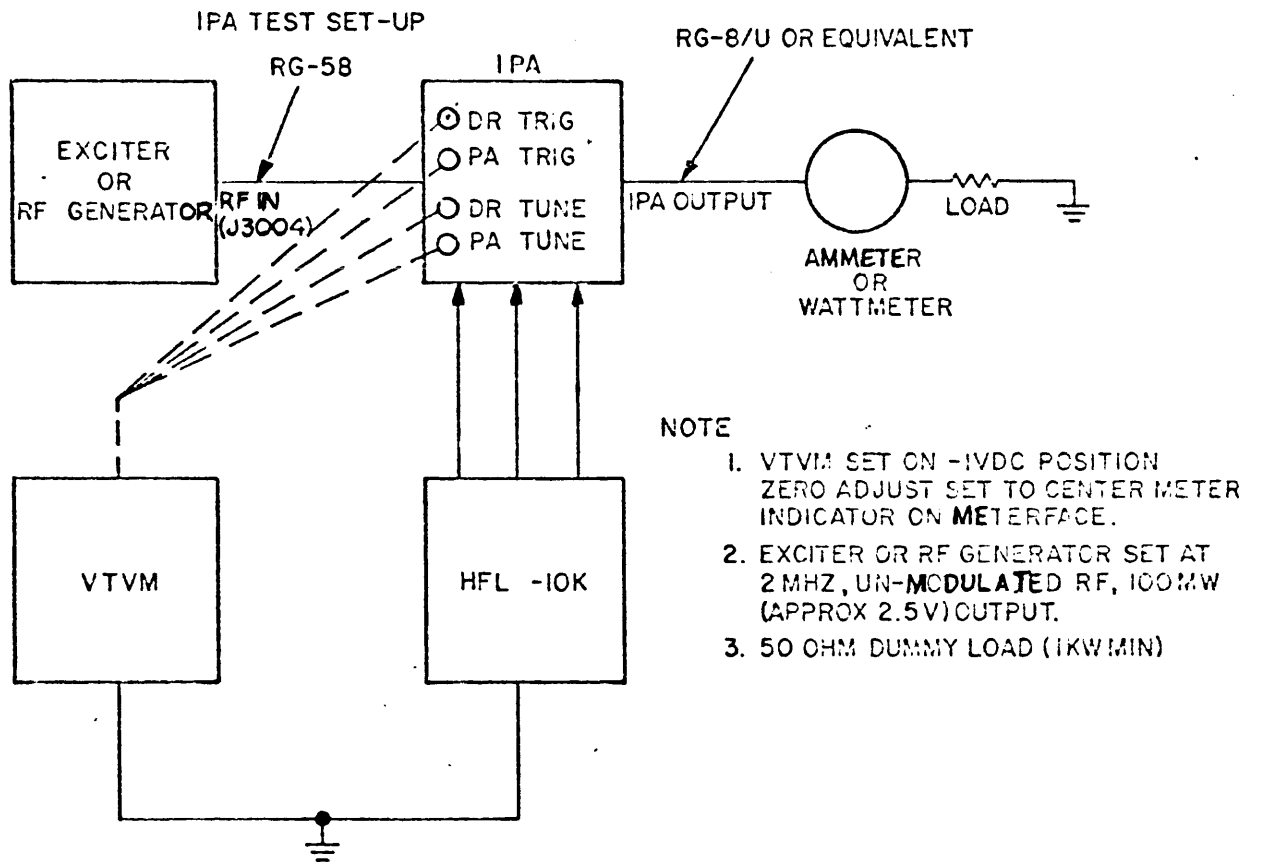 IPA TEST SET-UP
RG-58
IPA
RG-8/U OR EQUIVALENT
EXCITER
OR
RF GENERATOR
RF IN
(J3004)
DR TRIG
PA TRIG
DR TUNE
PA TUNE
IPA OUTPUT
LOAD
AMMETER
OR
WATTMETER
VTVM
HFL -10K
NOTE
1. VTVM SET ON -1VDC POSITION
ZERO ADJUST SET TO CENTER METER
INDICATOR ON METERFACE.
2. EXCITER OR RF GENERATOR SET AT
2 MHZ, UN-MODULATED RF, 100MW
(APPROX 2.5V) OUTPUT.
3. 50 OHM DUMMY LOAD (1KW MIN)